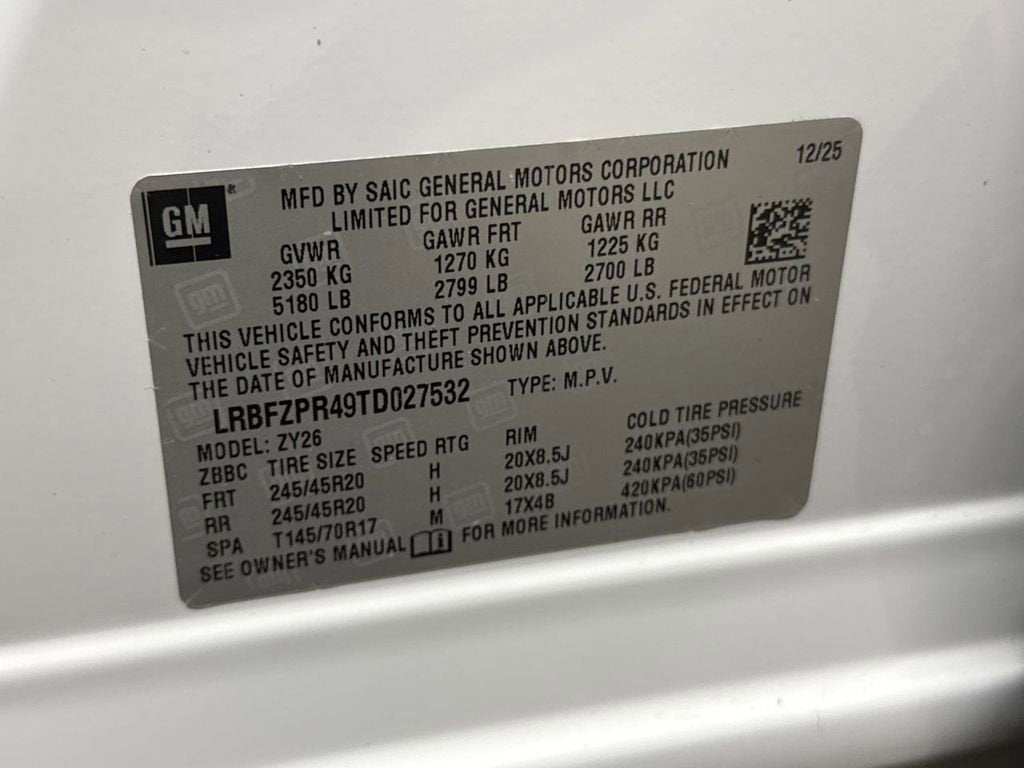 12/25
GM®
MFD BY SAIC GENERAL MOTORS CORPORATION
LIMITED FOR GENERAL MOTORS LLC
GVWR GAWR FRT GAWR RR
2350 KG 1270 KG 1225 KG
5180 LB 2799 LB 2700 LB
THIS VEHICLE CONFORMS TO ALL APPLICABLE U.S. FEDERAL MOTOR
VEHICLE SAFETY AND THEFT PREVENTION STANDARDS IN EFFECT ON
THE DATE OF MANUFACTURE SHOWN ABOVE.
LRBFZPR49TD027532 TYPE: M.P.V.
MODEL: ZY26
ZBBC TIRE SIZE SPEED RTG RIM COLD TIRE PRESSURE
FRT 245/45R20 H 20X8.5J 240KPA(35PSI)
RR 245/45R20 H 20X8.5J 240KPA(35PSI)
SPA T145/70R17 M 17X4B 420KPA(60PSI)
SEE OWNER'S MANUAL FOR MORE INFORMATION.